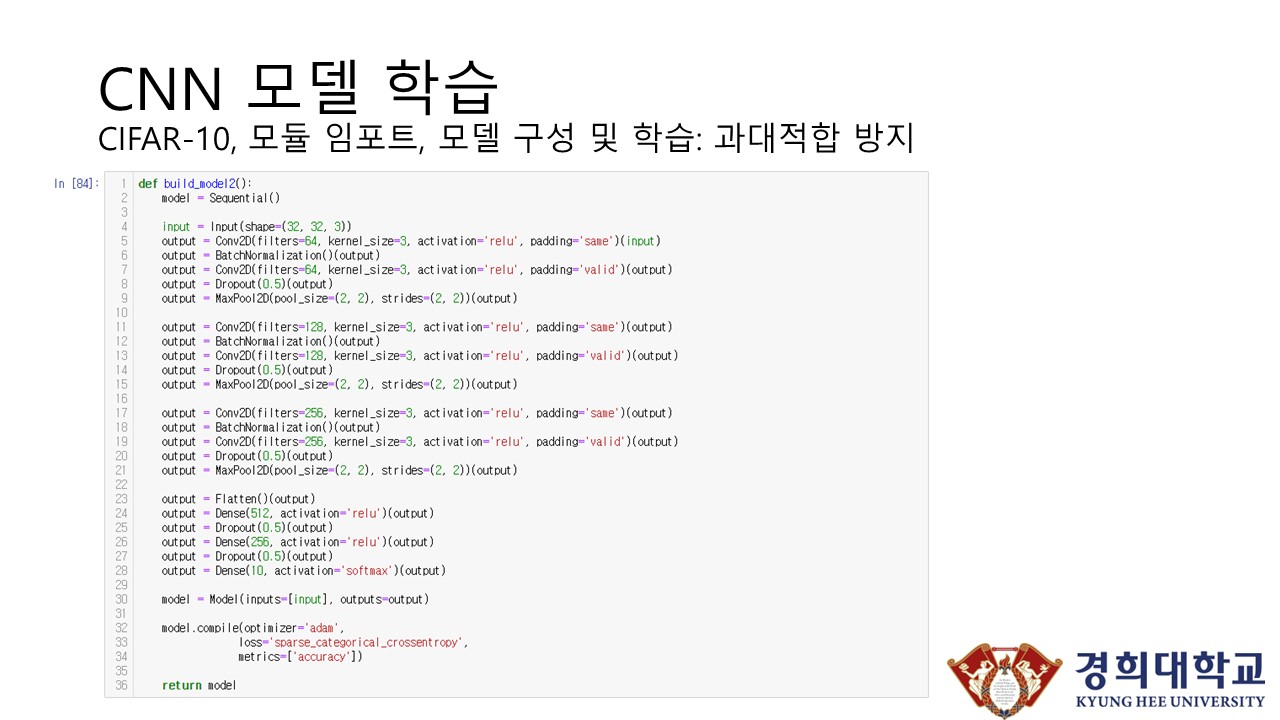 CNN 모델 학습
CIFAR-10, 모듈 임포트, 모델 구성 및 학습: 과대적합 방지
In [84]:
1 def build_model2():
2     model = Sequential()
3
4     input = Input(shape=(32, 32, 3))
5     output = Conv2D(filters=64, kernel_size=3, activation='relu', padding='same')(input)
6     output = BatchNormalization()(output)
7     output = Conv2D(filters=64, kernel_size=3, activation='relu', padding='valid')(output)
8     output = Dropout(0.5)(output)
9     output = MaxPool2D(pool_size=(2, 2), strides=(2, 2))(output)
10
11     output = Conv2D(filters=128, kernel_size=3, activation='relu', padding='same')(output)
12     output = BatchNormalization()(output)
13     output = Conv2D(filters=128, kernel_size=3, activation='relu', padding='valid')(output)
14     output = Dropout(0.5)(output)
15     output = MaxPool2D(pool_size=(2, 2), strides=(2, 2))(output)
16
17     output = Conv2D(filters=256, kernel_size=3, activation='relu', padding='same')(output)
18     output = BatchNormalization()(output)
19     output = Conv2D(filters=256, kernel_size=3, activation='relu', padding='valid')(output)
20     output = Dropout(0.5)(output)
21     output = MaxPool2D(pool_size=(2, 2), strides=(2, 2))(output)
22
23     output = Flatten()(output)
24     output = Dense(512, activation='relu')(output)
25     output = Dropout(0.5)(output)
26     output = Dense(256, activation='relu')(output)
27     output = Dropout(0.5)(output)
28     output = Dense(10, activation='softmax')(output)
29
30     model = Model(inputs=[input], outputs=output)
31
32     model.compile(optimizer='adam',
33                   loss='sparse_categorical_crossentropy',
34                   metrics=['accuracy'])
35
36     return model
경희대학교
KYUNG HEE UNIVERSITY